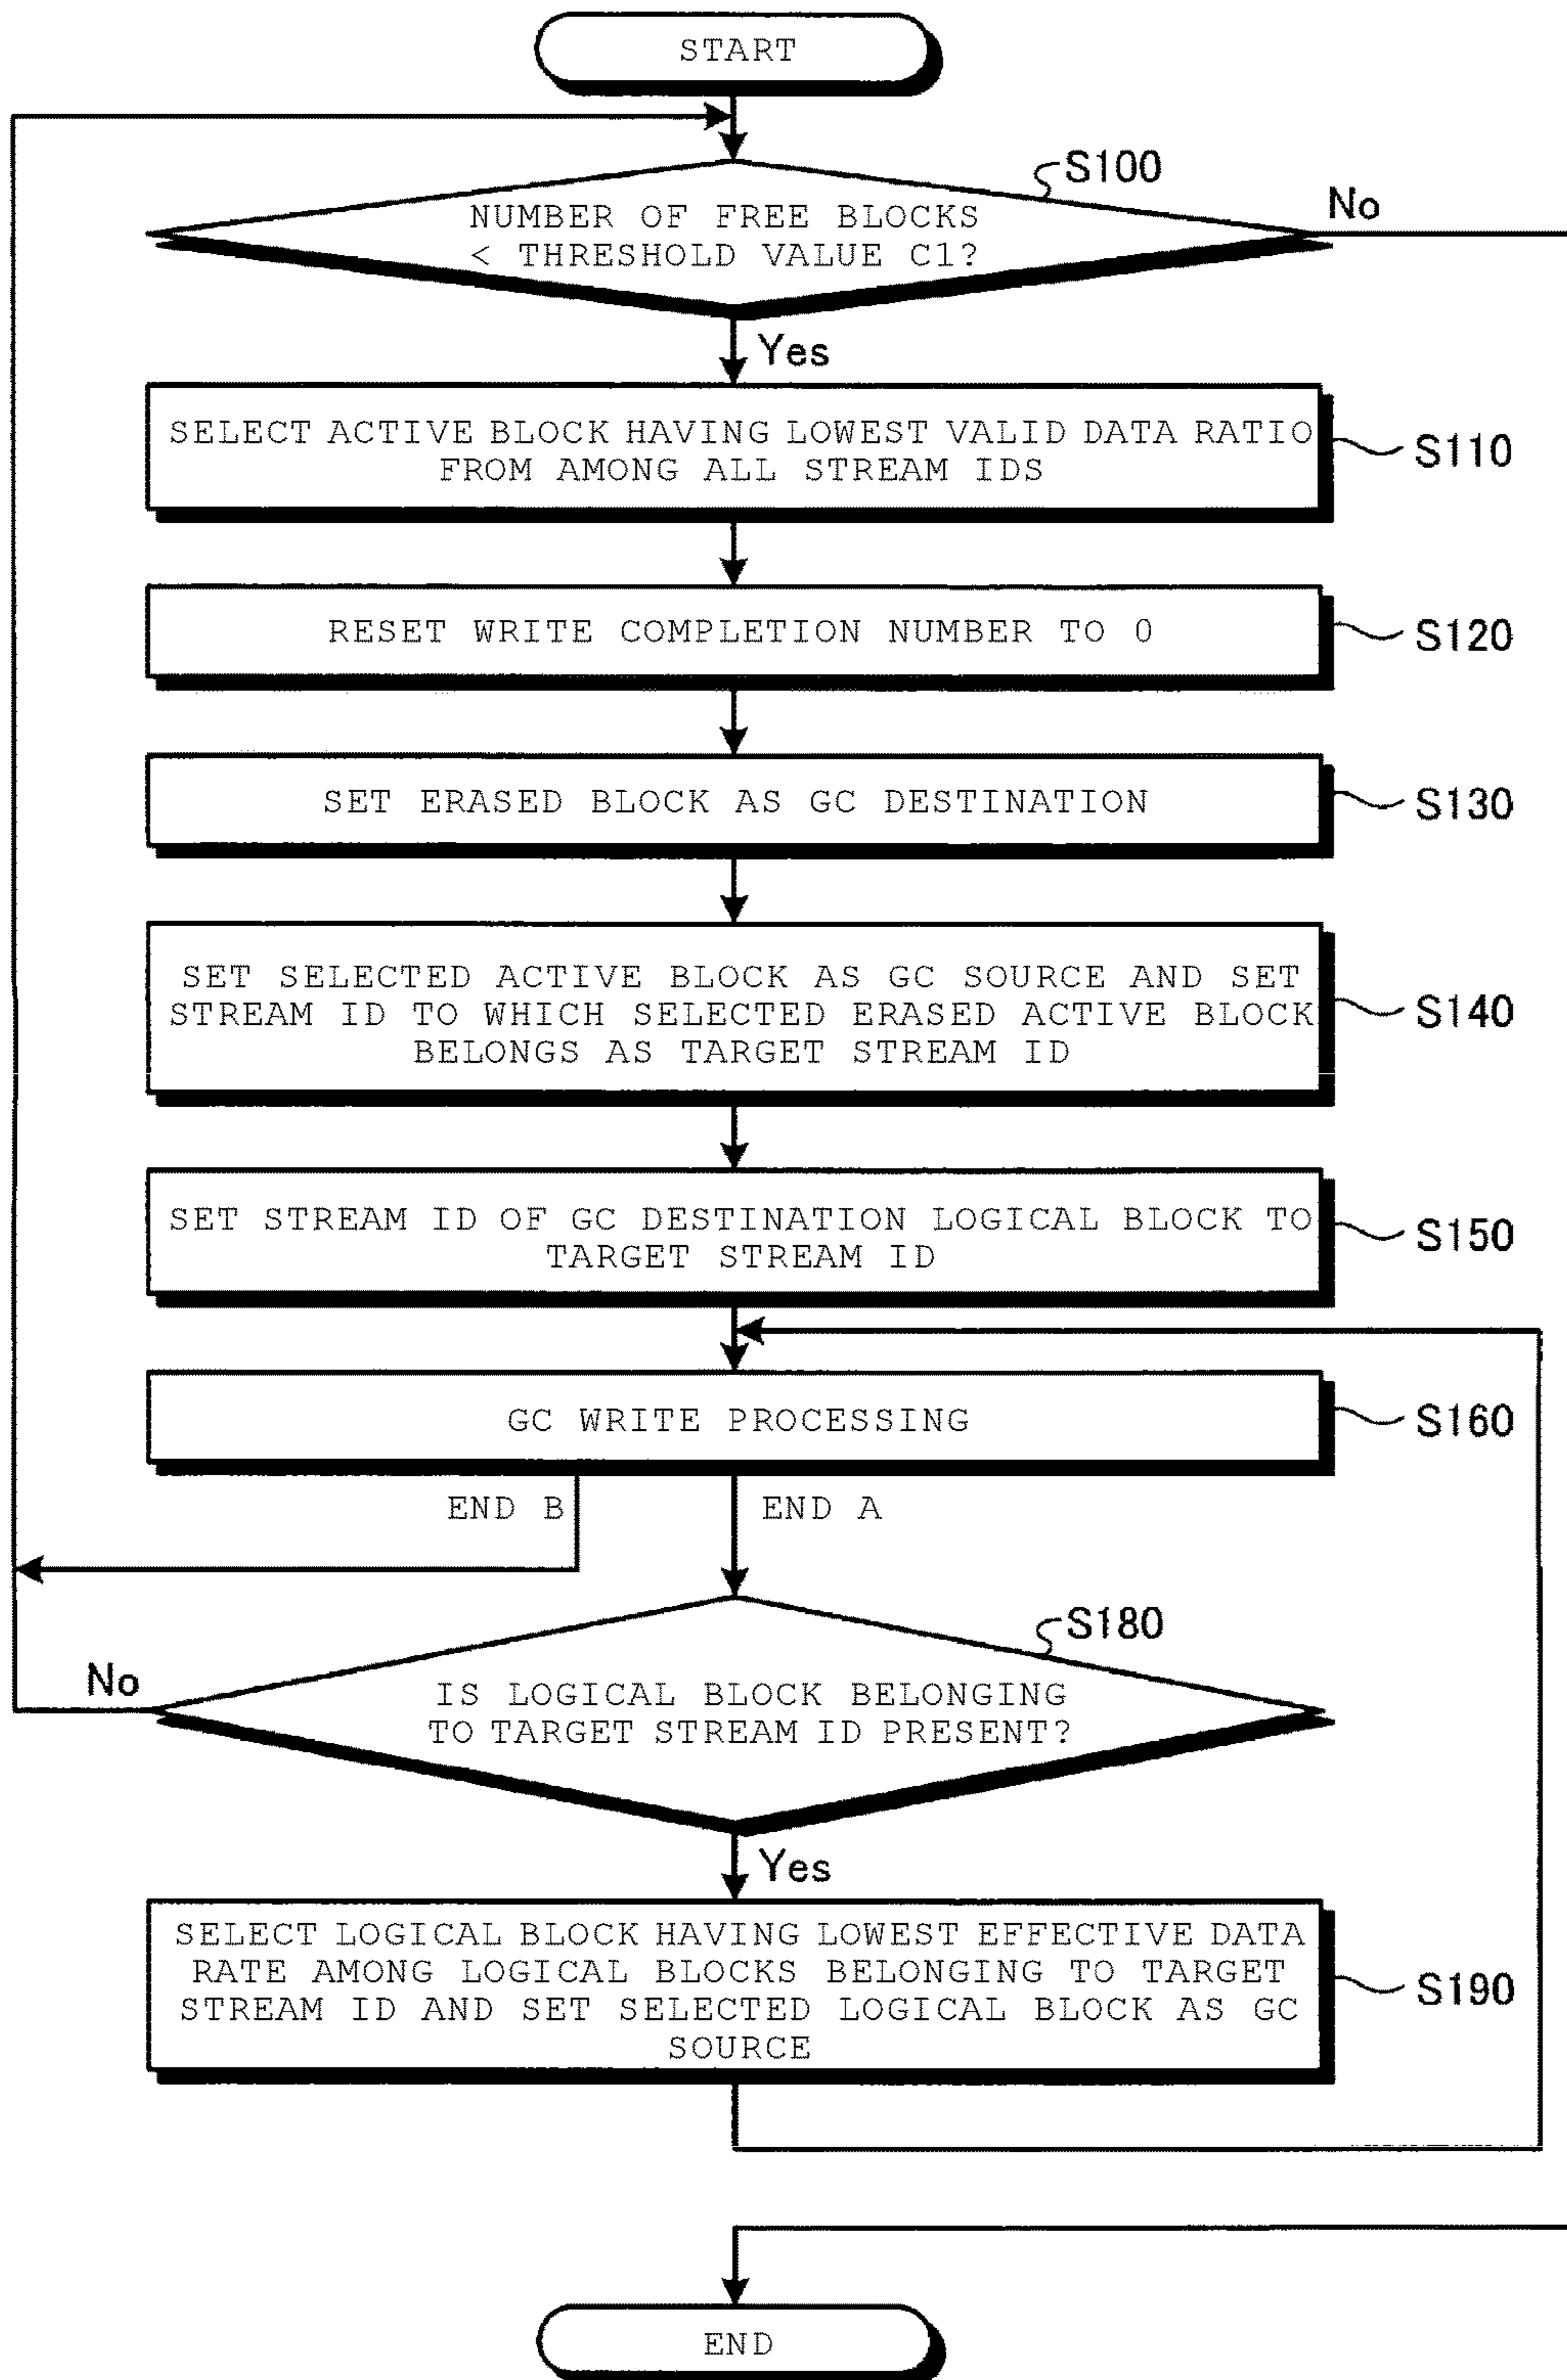 START
S100
No
NUMBER OF FREE BLOCKS
< THRESHOLD VALUE C1?
Yes
SELECT ACTIVE BLOCK HAVING LOWEST VALID DATA RATIO
FROM AMONG ALL STREAM IDS
S110
RESET WRITE COMPLETION NUMBER TO 0
S120
SET ERASED BLOCK AS GC DESTINATION
S130
SET SELECTED ACTIVE BLOCK AS GC SOURCE AND SET
STREAM ID TO WHICH SELECTED ERASED ACTIVE BLOCK
BELONGS AS TARGET STREAM ID
S140
SET STREAM ID OF GC DESTINATION LOGICAL BLOCK TO
TARGET STREAM ID
S150
GC WRITE PROCESSING
S160
END B
END A
S180
No
IS LOGICAL BLOCK BELONGING
TO TARGET STREAM ID PRESENT?
Yes
SELECT LOGICAL BLOCK HAVING LOWEST EFFECTIVE DATA
RATE AMONG LOGICAL BLOCKS BELONGING TO TARGET
STREAM ID AND SET SELECTED LOGICAL BLOCK AS GC
SOURCE
S190
END